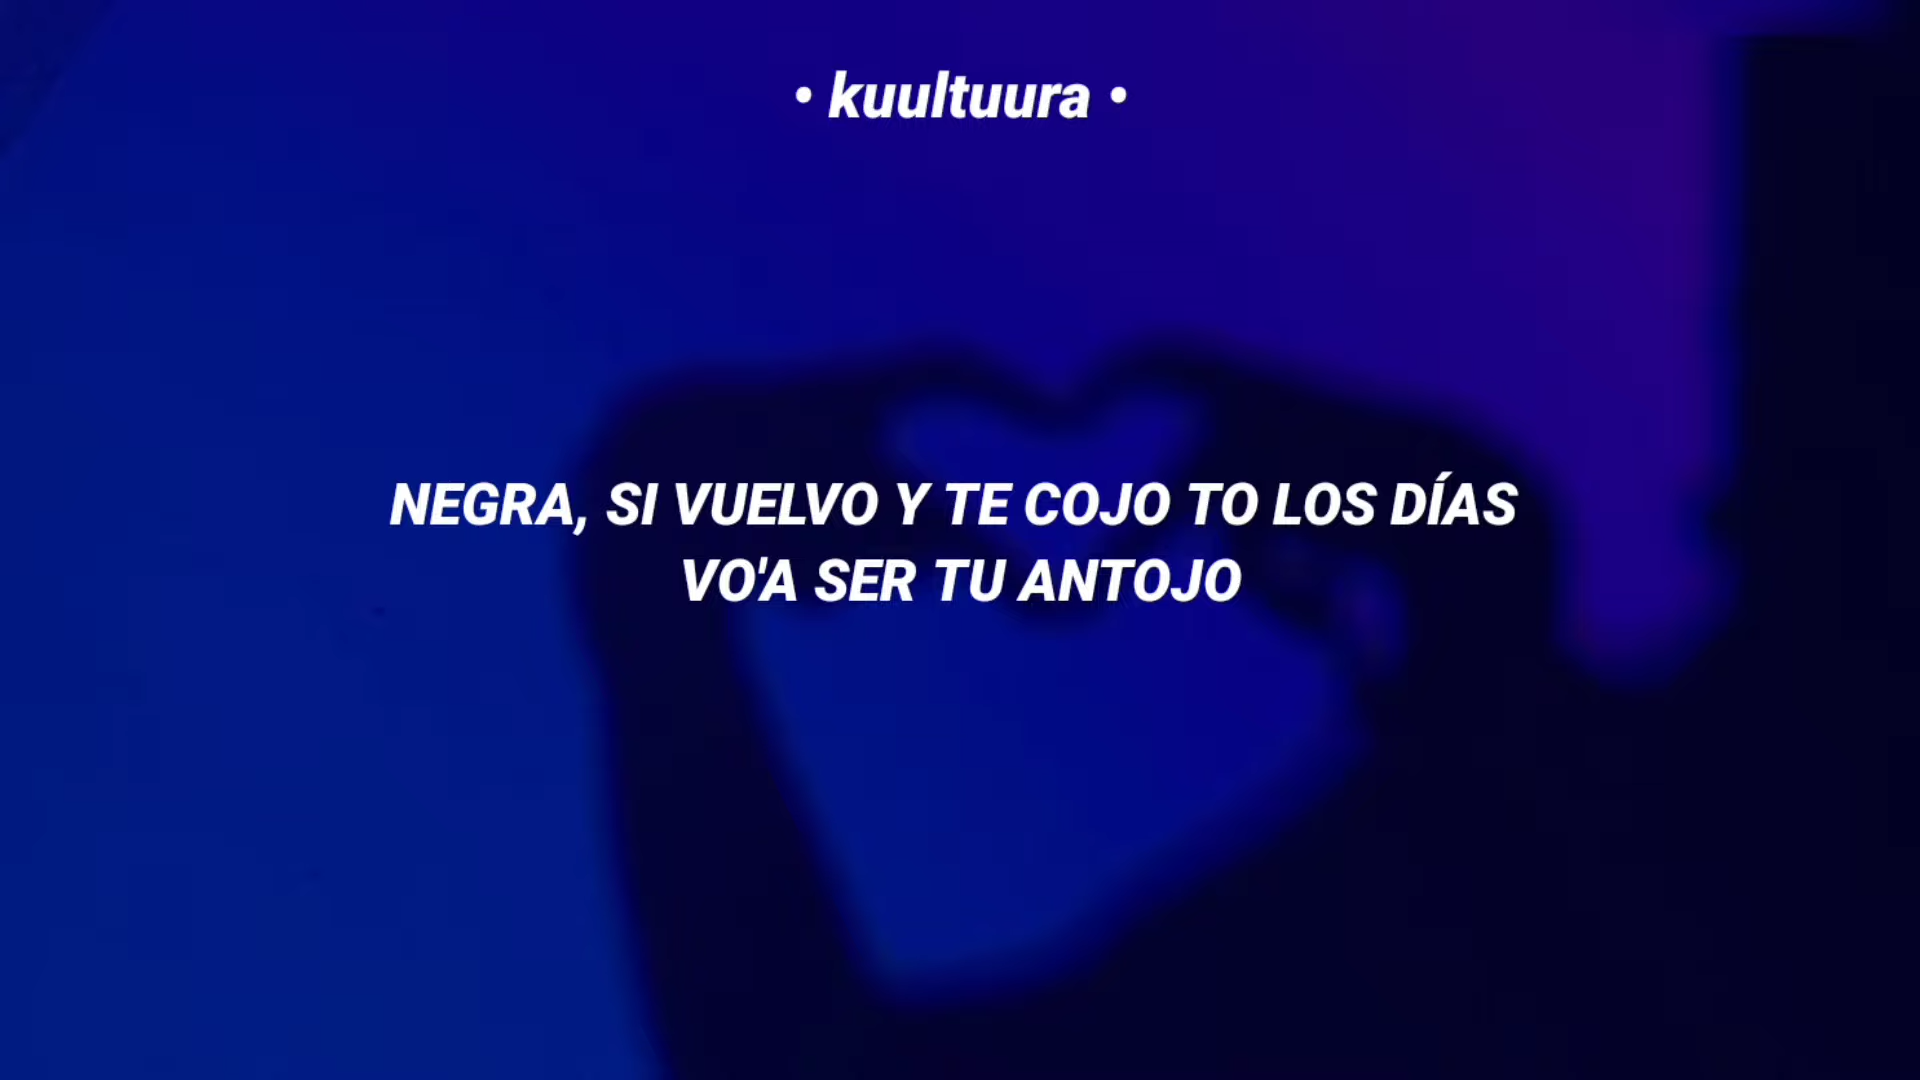 • kuultuura •
NEGRA, SI VUELVO Y TE COJO TO LOS DÍAS
VO'A SER TU ANTOJO